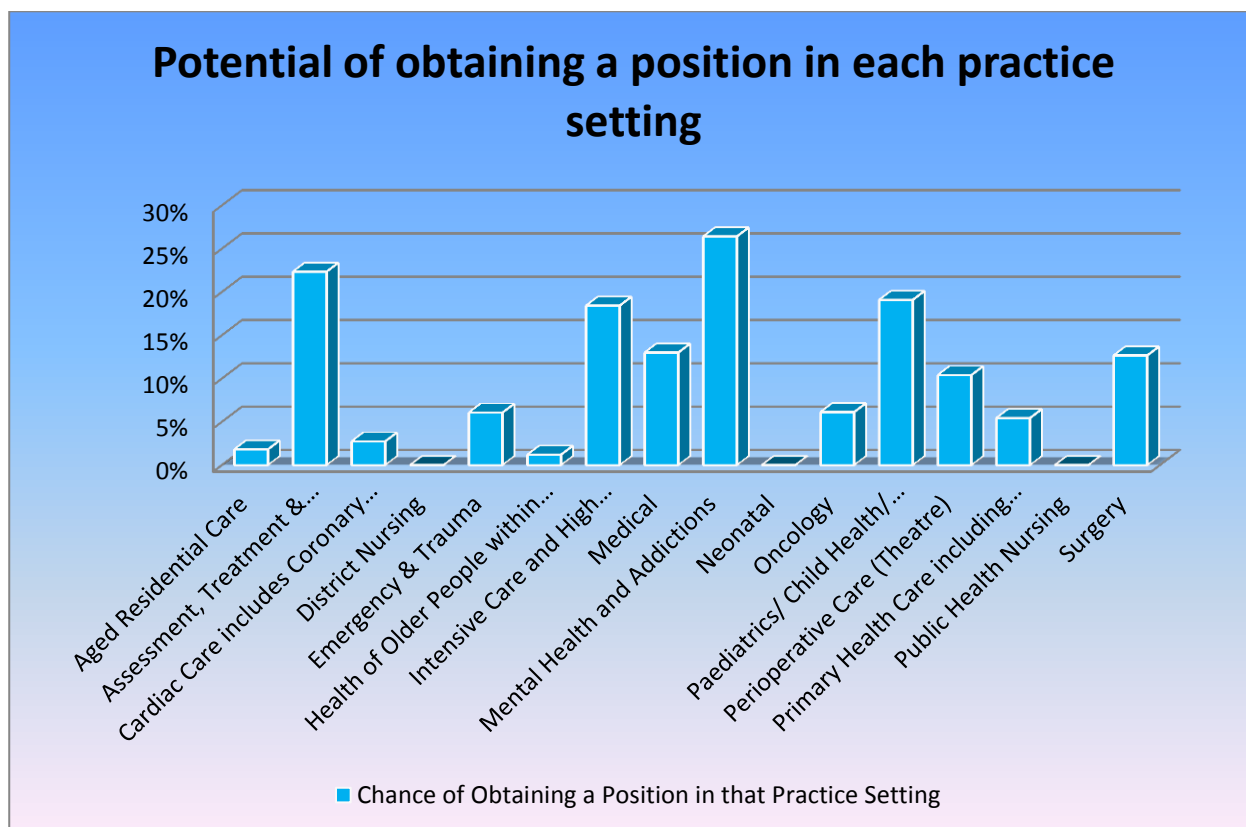 Potential of obtaining a position in each practice
setting
30%
25%
20%
15%
10%
5%
0%
Aged Residential Care
Assessment, Treatment &...
Cardiac Care includes Coronary...
District Nursing
Emergency & Trauma
Health of Older People within...
Intensive Care and High...
Medical
Mental Health and Addictions
Neonatal
Oncology
Paediatrics/ Child Health/...
Perioperative Care (Theatre)
Primary Health Care including...
Public Health Nursing
Surgery
Chance of Obtaining a Position in that Practice Setting